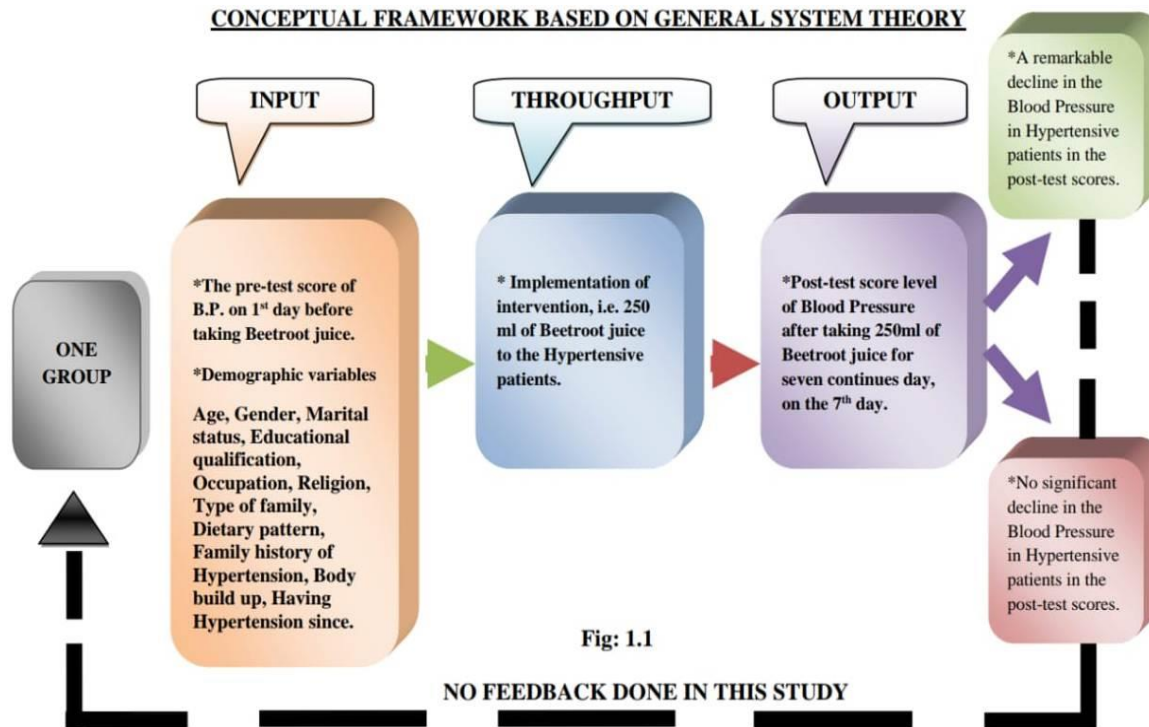 CONCEPTUAL FRAMEWORK BASED ON GENERAL SYSTEM THEORY
INPUT
THROUGHPUT
OUTPUT
ONE
GROUP
*The pre-test score of
B.P. on 1st day before
taking Beetroot juice.
*Demographic variables
Age, Gender, Marital
status, Educational
qualification,
Occupation, Religion,
Type of family,
Dietary pattern,
Family history of
Hypertension, Body
build up, Having
Hypertension since.
* Implementation of
intervention, i.e. 250
ml of Beetroot juice
to the Hypertensive
patients.
*Post-test score level
of Blood Pressure
after taking 250ml of
Beetroot juice for
seven continues day,
on the 7th day.
*A remarkable
decline in the
Blood Pressure
in Hypertensive
patients in the
post-test scores.
*No significant
decline in the
Blood Pressure
in Hypertensive
patients in the
post-test scores.
Fig: 1.1
NO FEEDBACK DONE IN THIS STUDY